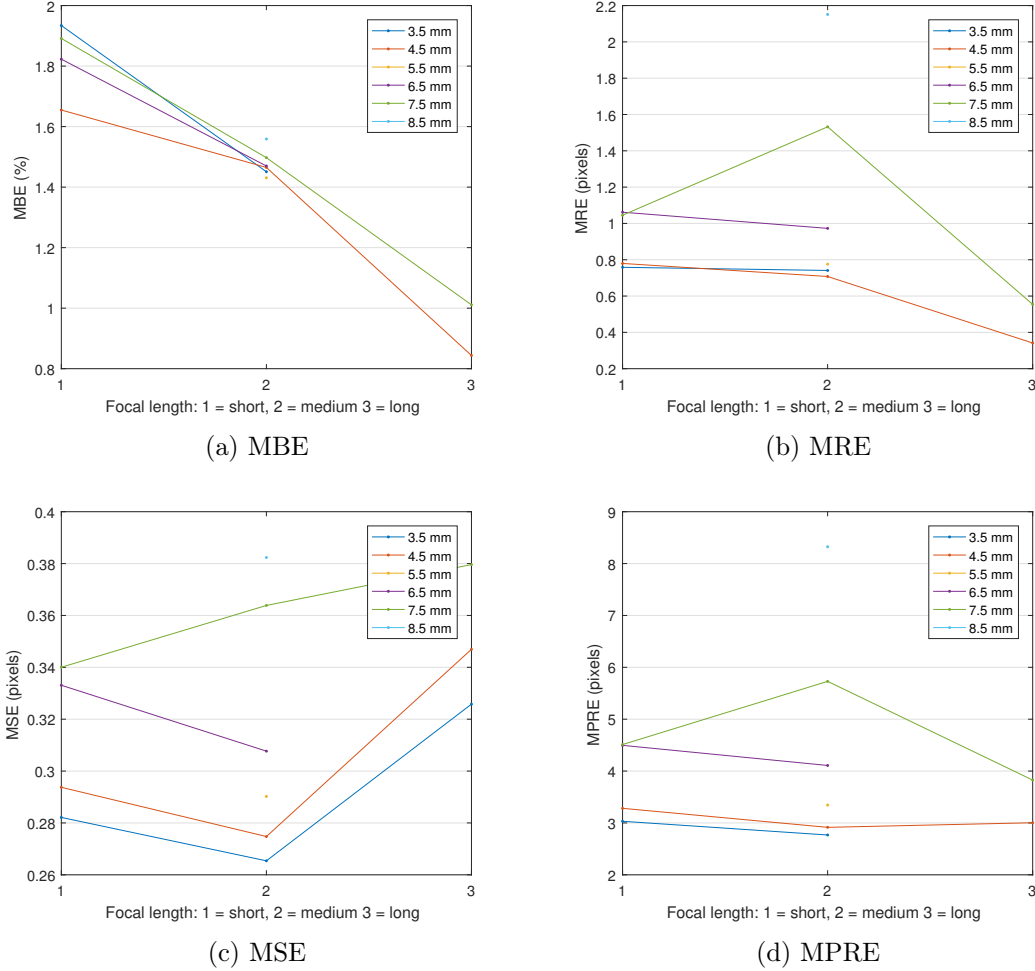 2
1.8
1.6
1.4
1.2
1
0.8
MBE (%)
3.5 mm
4.5 mm
5.5 mm
6.5 mm
7.5 mm
8.5 mm
1 2 3
Focal length: 1 = short, 2 = medium 3 = long
(a) MBE
2.2
2
1.8
1.6
1.4
1.2
1
0.8
0.6
0.4
0.2
MRE (pixels)
3.5 mm
4.5 mm
5.5 mm
6.5 mm
7.5 mm
8.5 mm
1 2 3
Focal length: 1 = short, 2 = medium 3 = long
(b) MRE
0.4
0.38
0.36
0.34
0.32
0.3
0.28
0.26
MSE (pixels)
3.5 mm
4.5 mm
5.5 mm
6.5 mm
7.5 mm
8.5 mm
1 2 3
Focal length: 1 = short, 2 = medium 3 = long
(c) MSE
9
8
7
6
5
4
3
2
MPRE (pixels)
3.5 mm
4.5 mm
5.5 mm
6.5 mm
7.5 mm
8.5 mm
1 2 3
Focal length: 1 = short, 2 = medium 3 = long
(d) MPRE